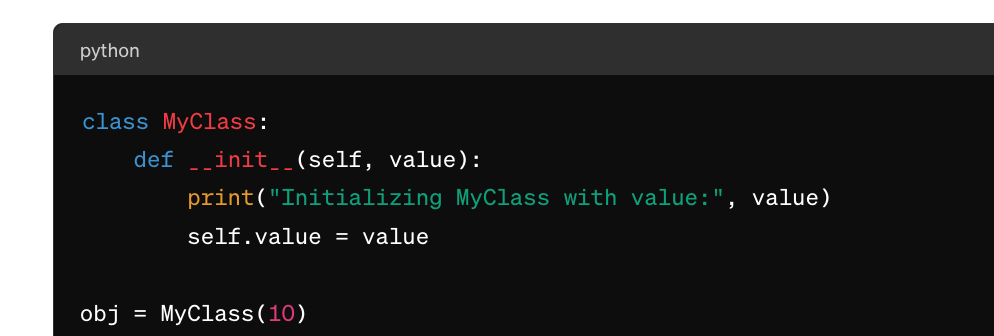 python
class MyClass:
    def __init__(self, value):
        print("Initializing MyClass with value:", value)
        self.value = value
obj = MyClass(10)